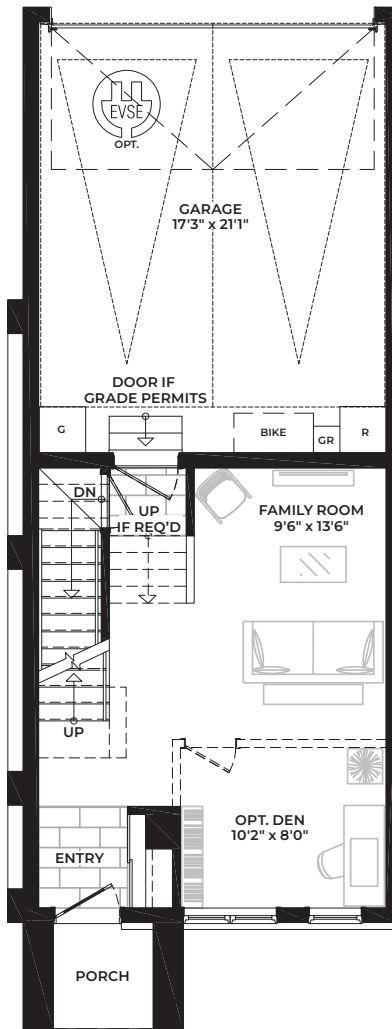 EVSE
OPT.
GARAGE
17'3" x 21'1"
DOOR IF
GRADE PERMITS
G
BIKE
GR
R
DN
UP
IF REQ'D
FAMILY ROOM
9'6" x 13'6"
UP
OPT. DEN
10'2" x 8'0"
ENTRY
PORCH